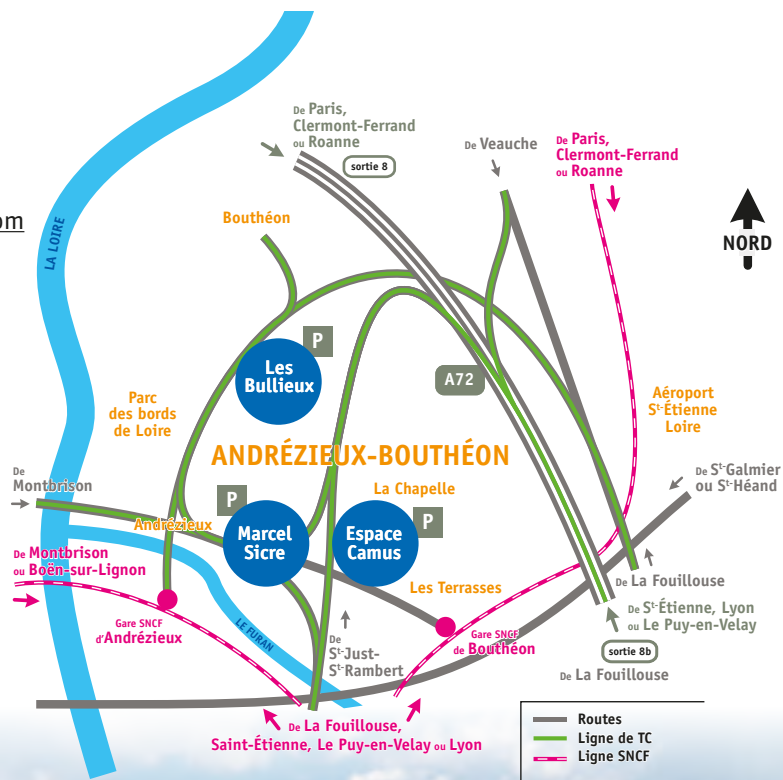 De Paris,
Clermont-Ferrand
ou Roanne
sortie 8
De Veauche
De Paris,
Clermont-Ferrand
ou Roanne
om
LA LOIRE
Bouthéon
NORD
P
Les
Bullieux
A72
Parc
des bords
de Loire
Aéroport
St-Étienne
Loire
ANDRÉZIEUX-BOUTHÉON
De
Montbrison
La Chapelle
De St-Galmier
ou St-Héand
P
Andrézieux
Marcel
Sicre
P
Espace
Camus
De Montbrison
ou Boën-sur-Lignon
Les Terrasses
De La Fouillouse
De St-Étienne, Lyon
ou Le Puy-en-Velay
sortie 8b
De La Fouillouse
Gare SNCF
d'Andrézieux
LE FURAN
De
St-Just-
St-Rambert
Gare SNCF
de Bouthéon
De La Fouillouse,
Saint-Étienne, Le Puy-en-Velay ou Lyon
Routes
Ligne de TC
Ligne SNCF